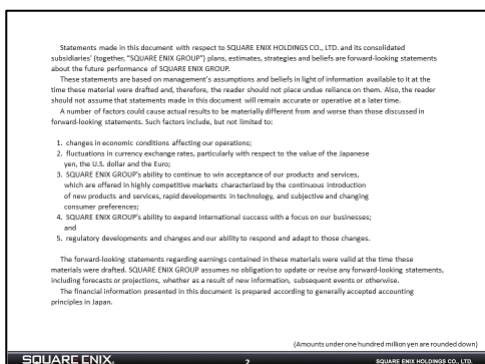 Statements made in this document with respect to SQUARE ENIX HOLDINGS CO., LTD. and its consolidated
subsidiaries' (together, "SQUARE ENIX GROUP") plans, estimates, strategies and beliefs are forward-looking statements
about the future performance of SQUARE ENIX GROUP.
These statements are based on management's assumptions and beliefs in light of information available to it at the
time these material were drafted and, therefore, the reader should not place undue reliance on them. Also, the reader
should not assume that statements made in this document will remain accurate or operative at a later time.
A number of factors could cause actual results to be materially different from and worse than those discussed in
forward-looking statements. Such factors include, but not limited to:
1. changes in economic conditions affecting our operations;
2. fluctuations in currency exchange rates, particularly with respect to the value of the Japanese
yen, the U.S. dollar and the Euro;
3. SQUARE ENIX GROUP's ability to continue to win acceptance of our products and services,
which are offered in highly competitive markets characterized by the continuous introduction
of new products and services, rapid developments in technology, and subjective and changing
consumer preferences;
4. SQUARE ENIX GROUP's ability to expand international success with a focus on our businesses;
and
5. regulatory developments and changes and our ability to respond and adapt to those changes.
The forward-looking statements regarding earnings contained in these materials were valid at the time these
materials were drafted. SQUARE ENIX GROUP assumes no obligation to update or revise any forward-looking statements,
including forecasts or projections, whether as a result of new information, subsequent events or otherwise.
The financial information presented in this document is prepared according to generally accepted accounting
principles in Japan.
(Amounts under one hundred million yen are rounded down)
SQUARE ENIX. 2 SQUARE ENIX HOLDINGS CO., LTD.